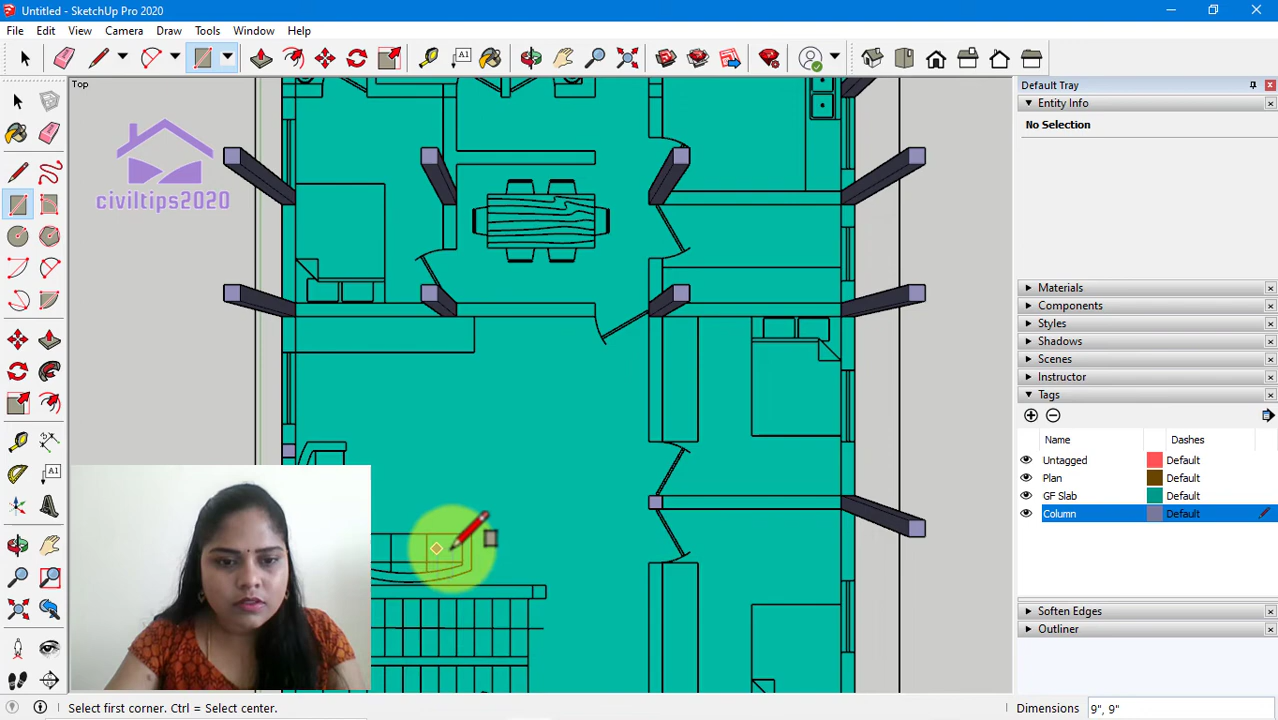 Untitled - SketchUp Pro 2020
File Edit View Camera Draw Tools Window Help
A1
Top
civiltips2020
A1
Default Tray
Entity Info
No Selection
Materials
Components
Styles
Shadows
Scenes
Instructor
Tags
Name Dashes
Untagged Default
Plan Default
GF Slab Default
Column Default
Soften Edges
Outliner
Select first corner. Ctrl = Select center.
Dimensions 9", 9"